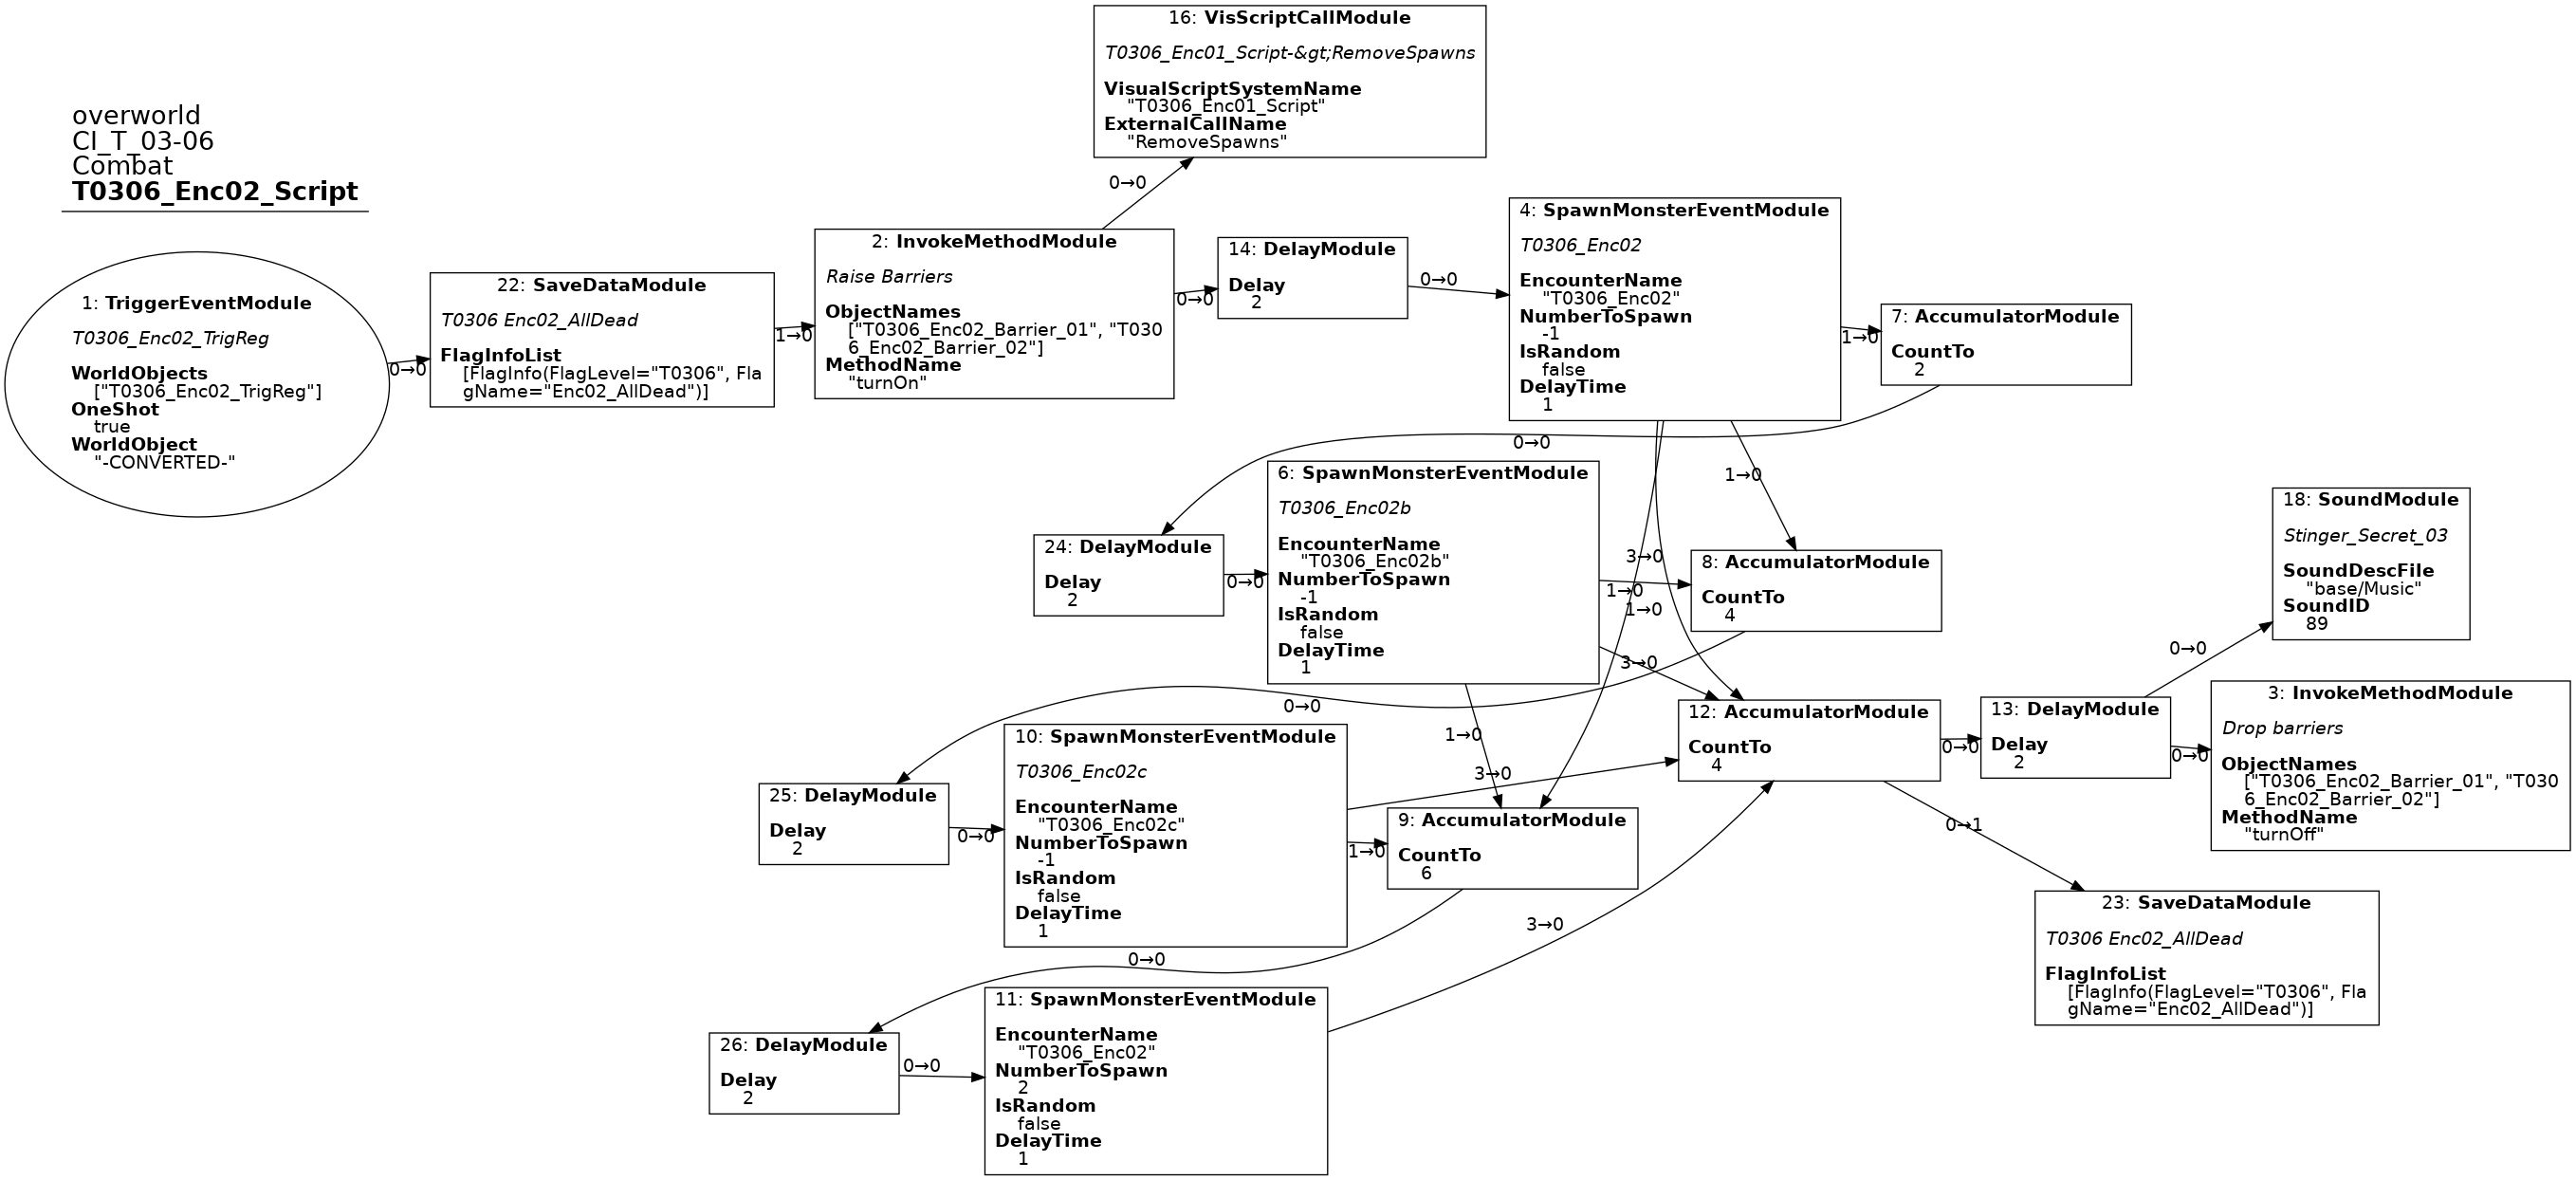 overworld
CI_T_03-06
Combat
T0306_Enc02_Script
1: TriggerEventModule
T0306_Enc02_TrigReg
WorldObjects
["T0306_Enc02_TrigReg"]
OneShot
true
WorldObject
"-CONVERTED-"
0→0
22: SaveDataModule
T0306 Enc02_AllDead
FlagInfoList
[FlagInfo(FlagLevel="T0306", Fla
gName="Enc02_AllDead")]
1→0
2: InvokeMethodModule
Raise Barriers
ObjectNames
["T0306_Enc02_Barrier_01", "T030
6_Enc02_Barrier_02"]
MethodName
"turnOn"
0→0
16: VisScriptCallModule
T0306_Enc01_Script-&gt;RemoveSpawns
VisualScriptSystemName
"T0306_Enc01_Script"
ExternalCallName
"RemoveSpawns"
0→0
14: DelayModule
Delay
2
0→0
4: SpawnMonsterEventModule
T0306_Enc02
EncounterName
"T0306_Enc02"
NumberToSpawn
-1
IsRandom
false
DelayTime
1
1→0
7: AccumulatorModule
CountTo
2
0→0
1→0
3→0
1→0
24: DelayModule
Delay
2
0→0
6: SpawnMonsterEventModule
T0306_Enc02b
EncounterName
"T0306_Enc02b"
NumberToSpawn
-1
IsRandom
false
DelayTime
1
1→0
3→0
1→0
8: AccumulatorModule
CountTo
4
0→0
25: DelayModule
Delay
2
0→0
10: SpawnMonsterEventModule
T0306_Enc02c
EncounterName
"T0306_Enc02c"
NumberToSpawn
-1
IsRandom
false
DelayTime
1
3→0
1→0
9: AccumulatorModule
CountTo
6
0→0
26: DelayModule
Delay
2
0→0
11: SpawnMonsterEventModule
EncounterName
"T0306_Enc02"
NumberToSpawn
2
IsRandom
false
DelayTime
1
3→0
12: AccumulatorModule
CountTo
4
0→0
0→1
13: DelayModule
Delay
2
0→0
0→0
18: SoundModule
Stinger_Secret_03
SoundDescFile
"base/Music"
SoundID
89
3: InvokeMethodModule
Drop barriers
ObjectNames
["T0306_Enc02_Barrier_01", "T030
6_Enc02_Barrier_02"]
MethodName
"turnOff"
23: SaveDataModule
T0306 Enc02_AllDead
FlagInfoList
[FlagInfo(FlagLevel="T0306", Fla
gName="Enc02_AllDead")]